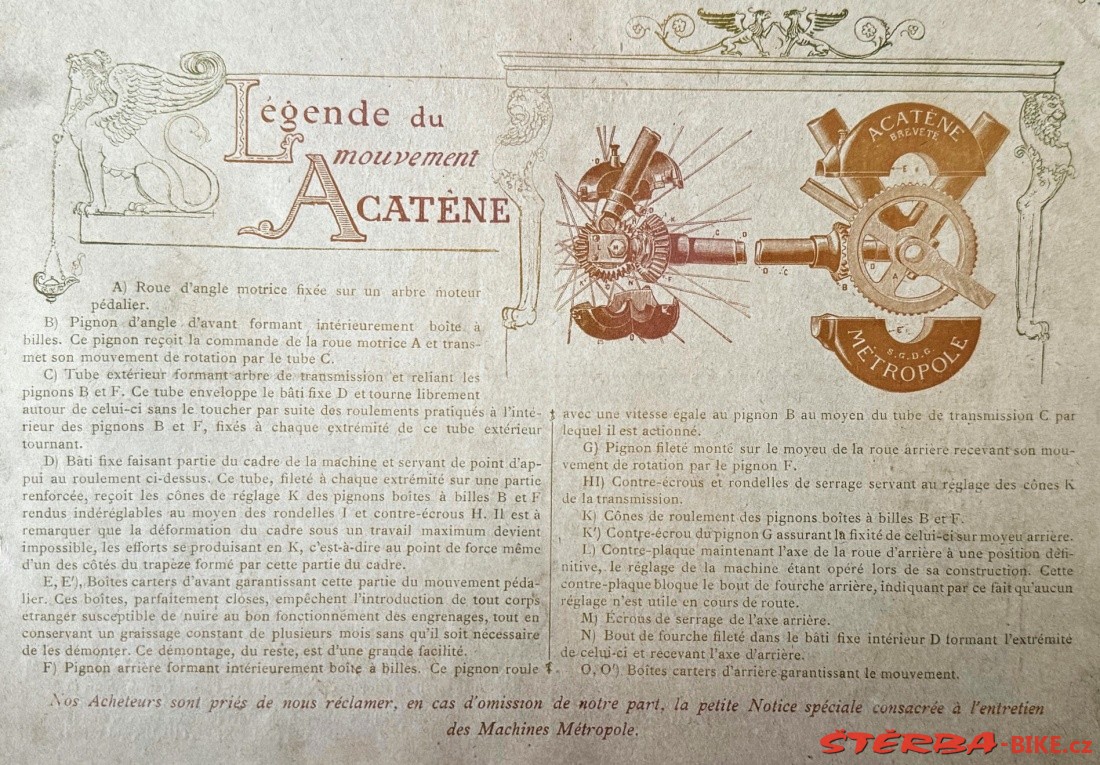 Légende du
mouvement
ACATÈNE
ACATÈNE
BREVETÉ
MÉTROPOLE
S.G.D.G.
A) Roue d'angle motrice fixée sur un arbre moteur
pédalier.
B) Pignon d'angle d'avant formant intérieurement boîte à
billes. Ce pignon reçoit la commande de la roue motrice A et trans-
met son mouvement de rotation par le tube C.
C) Tube extérieur formant arbre de transmission et reliant les
pignons B et F. Ce tube enveloppe le bâti fixe D et tourne librement
autour de celui-ci sans le toucher par suite des roulements pratiqués à l'inté-
rieur des pignons B et F, fixés à chaque extrémité de ce tube extérieur
tournant.
D) Bâti fixe faisant partie du cadre de la machine et servant de point d'ap-
pui au roulement ci-dessus. Ce tube, fileté à chaque extrémité sur une partie
renforcée, reçoit les cônes de réglage K des pignons boîtes à billes B et F
rendus indéréglables au moyen des rondelles I et contre-écrous H. Il est à
remarquer que la déformation du cadre sous un travail maximum devient
impossible, les efforts se produisant en K, c'est-à-dire au point de force même
d'un des côtés du trapèze formé par cette partie du cadre.
E, E'), Boîtes carters d'avant garantissant cette partie du mouvement péda-
lier. Ces boîtes, parfaitement closes, empêchent l'introduction de tout corps
étranger susceptible de nuire au bon fonctionnement des engrenages, tout en
conservant un graissage constant de plusieurs mois sans qu'il soit nécessaire
de les démonter. Ce démontage, du reste, est d'une grande facilité.
F) Pignon arrière formant intérieurement boîte à billes. Ce pignon roule
avec une vitesse égale au pignon B au moyen du tube de transmission C par
lequel il est actionné.
G) Pignon fileté monté sur le moyeu de la roue arrière recevant son mou-
vement de rotation par le pignon F.
HI) Contre-écrous et rondelles de serrage servant au réglage des cônes K
de la transmission.
K) Cônes de roulement des pignons boîtes à billes B et F.
K') Contre-écrou du pignon G assurant la fixité de celui-ci sur moyeu arrière.
L) Contre-plaque maintenant l'axe de la roue d'arrière à une position défi-
nitive, le réglage de la machine étant opéré lors de sa construction. Cette
contre-plaque bloque le bout de fourche arrière, indiquant par ce fait qu'aucun
réglage n'est utile en cours de route.
M) Écrous de serrage de l'axe arrière.
N) Bout de fourche fileté dans le bâti fixe intérieur D formant l'extrémité
de celui-ci et recevant l'axe d'arrière.
O, O') Boîtes carters d'arrière garantissant le mouvement.
Nos Acheteurs sont priés de nous réclamer, en cas d'omission de notre part, la petite Notice spéciale consacrée à l'entretien
des Machines Métropole.
ŠTĚRBA-BIKE.cz